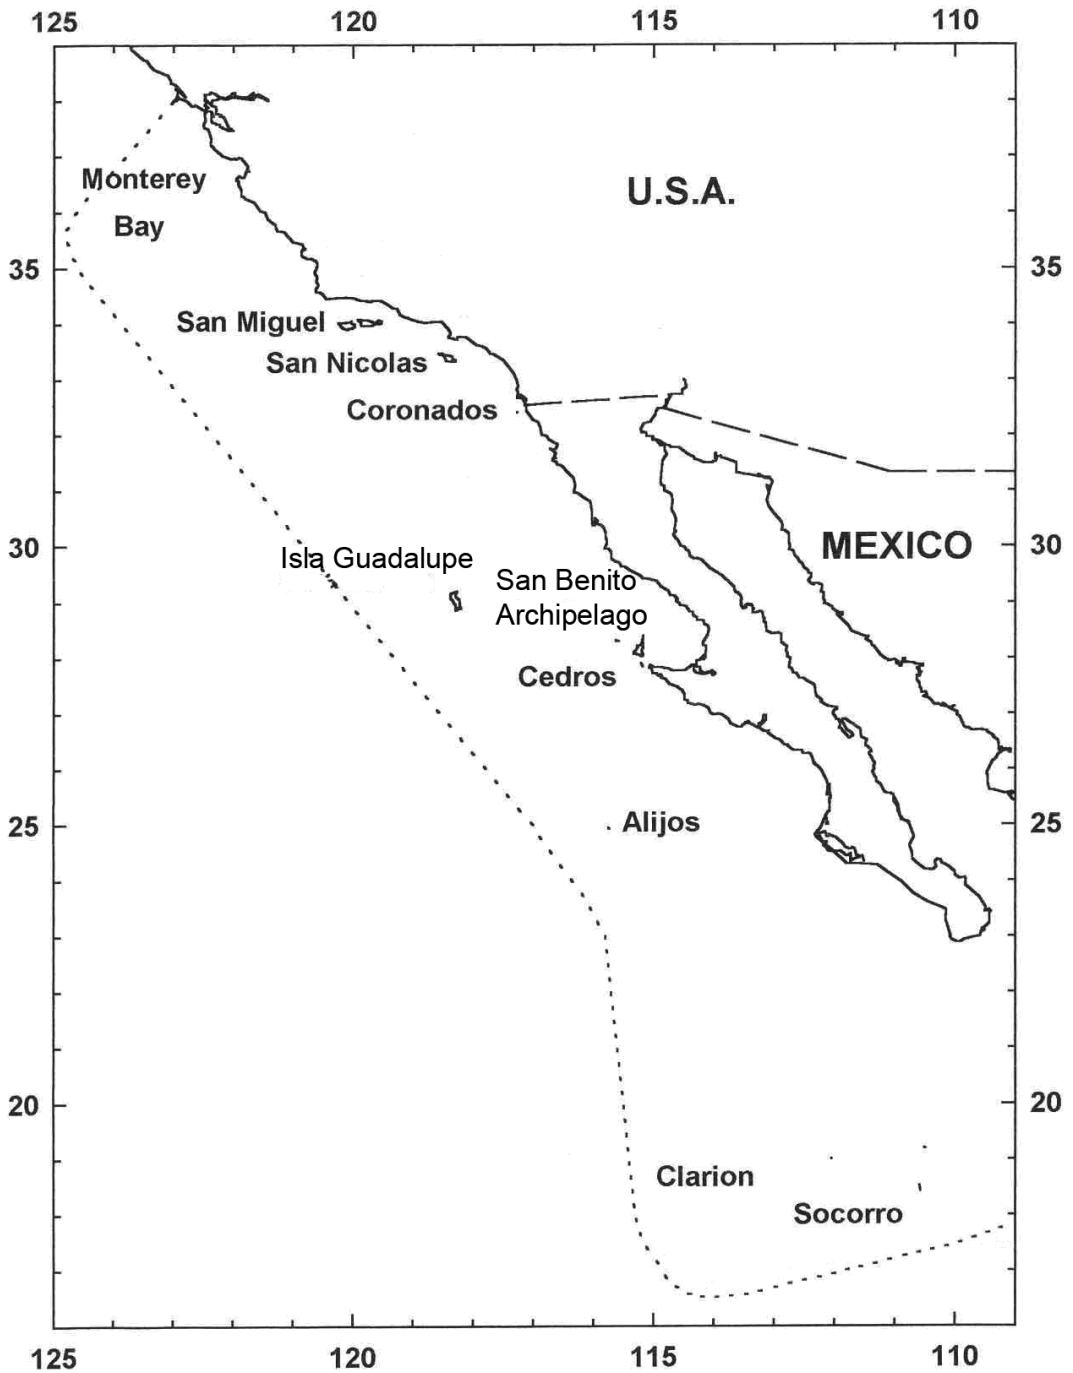 125 120 115 110
Monterey
Bay
U.S.A.
35 35
San Miguel
San Nicolas
Coronados
30 MEXICO 30
Isla Guadalupe
San Benito
Archipelago
Cedros
25 Alijos 25
20 20
Clarion
Socorro
125 120 115 110